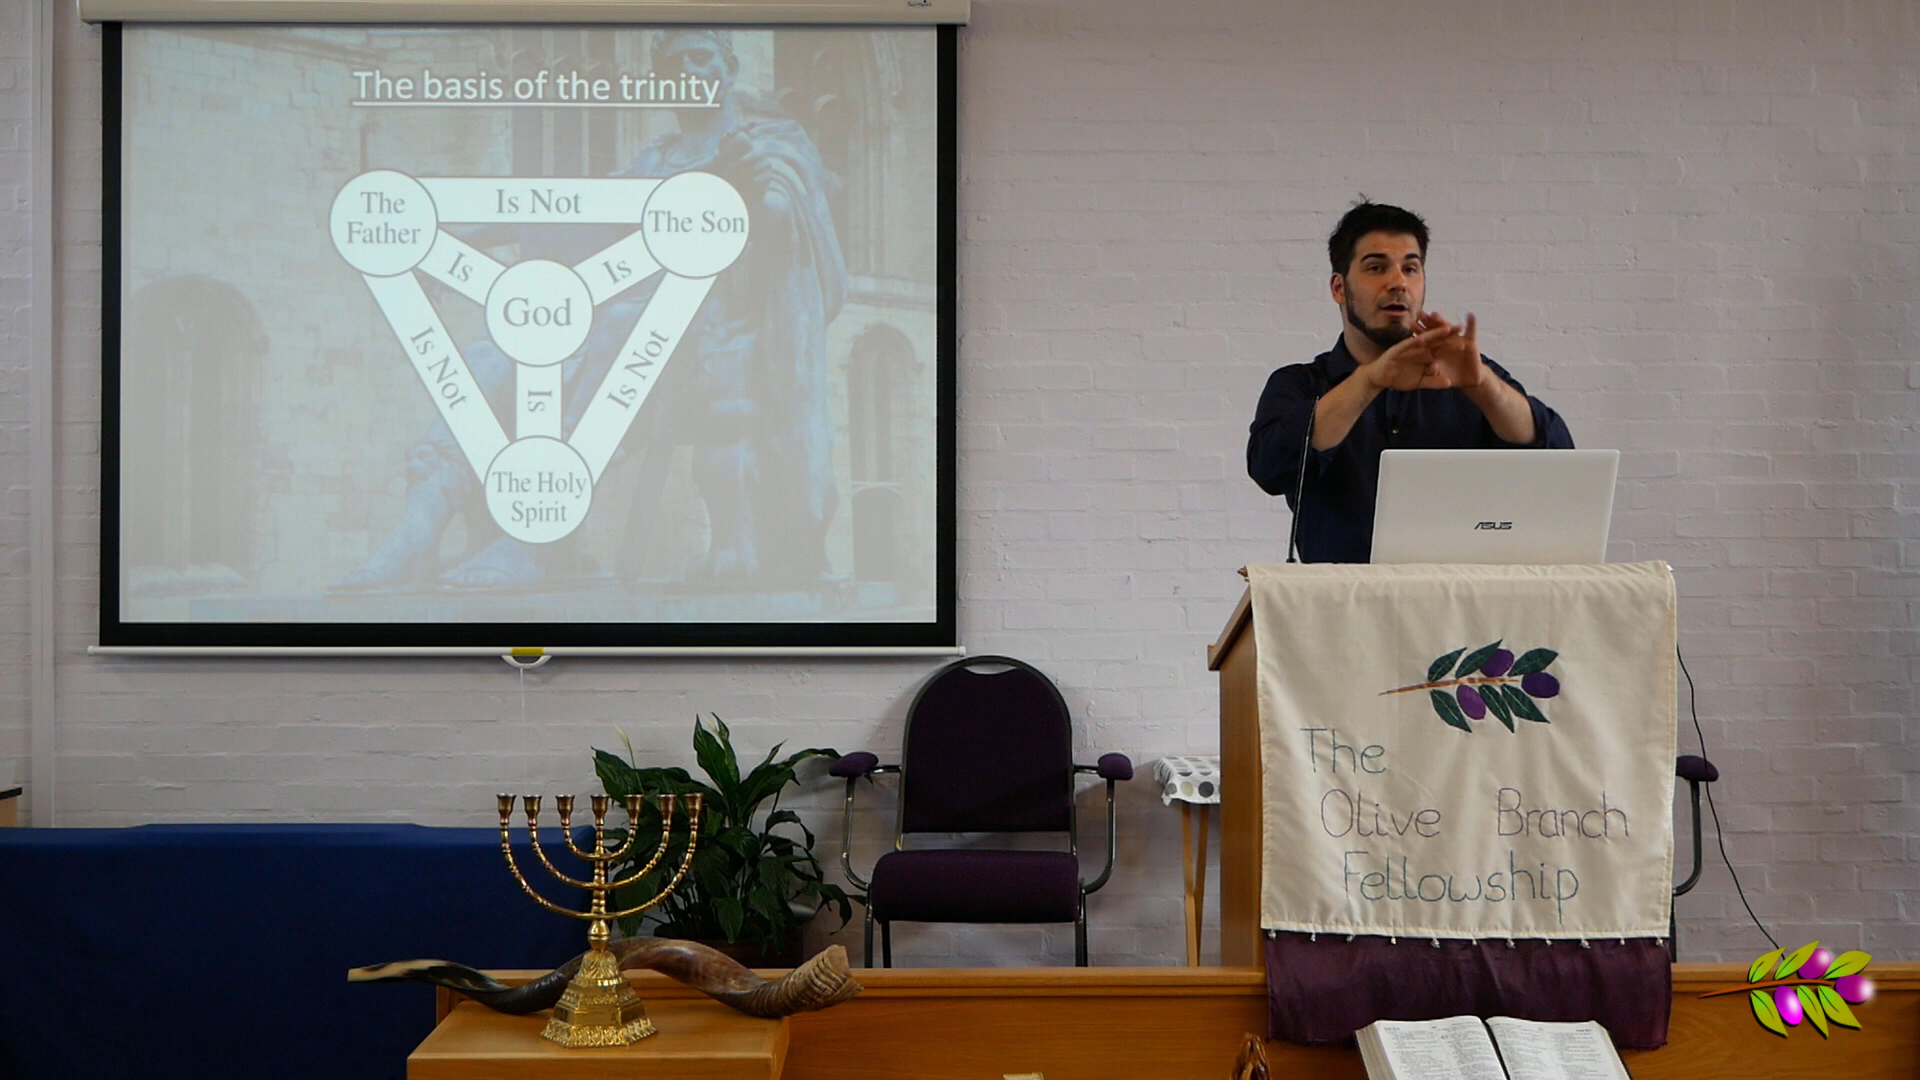 The basis of the trinity
The
Father
Is Not
The Son
Is
Is
God
Is Not
Is
Is Not
The Holy
Spirit
ASUS
The
Olive Branch
Fellowship